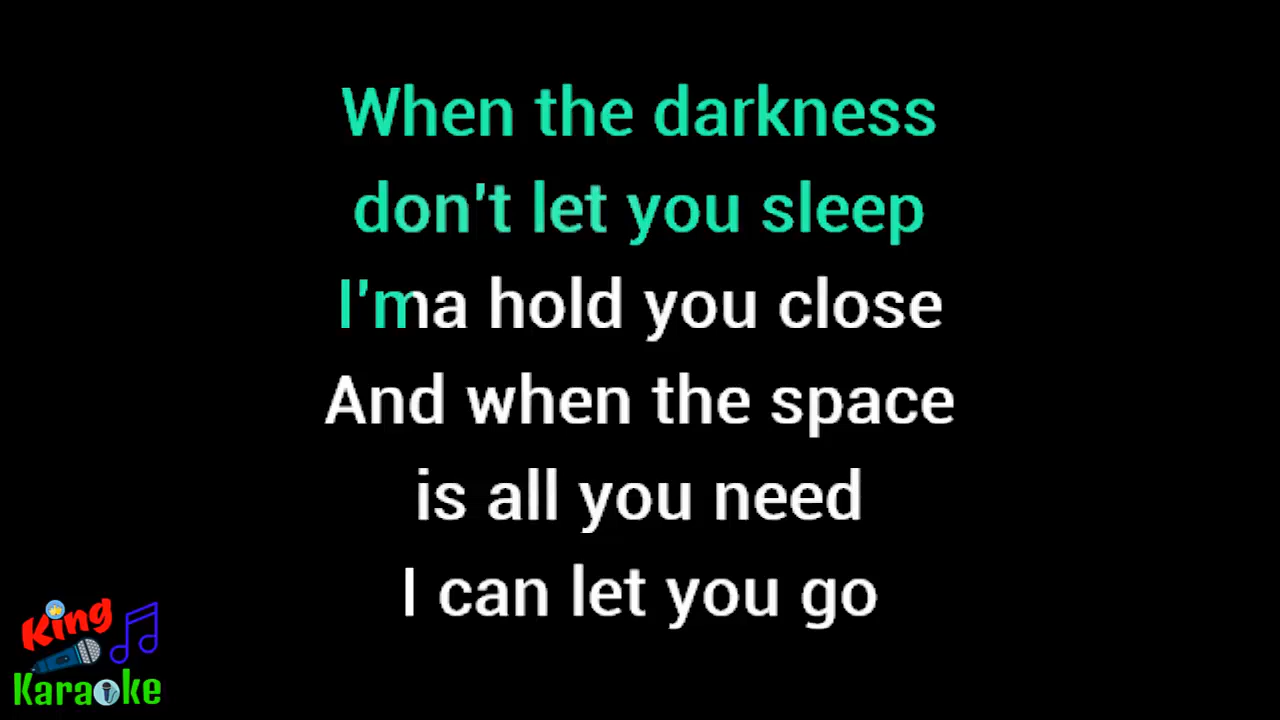 When the darkness
don't let you sleep
I'ma hold you close
And when the space
is all you need
I can let you go
King
Karaoke